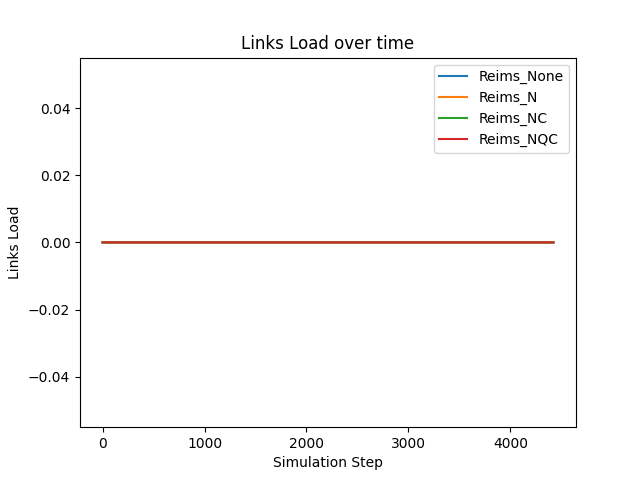 Links Load over time
Reims_None
Reims_N
Reims_NC
Reims_NQC
0.04
0.02
0.00
−0.02
−0.04
Links Load
0 1000 2000 3000 4000
Simulation Step